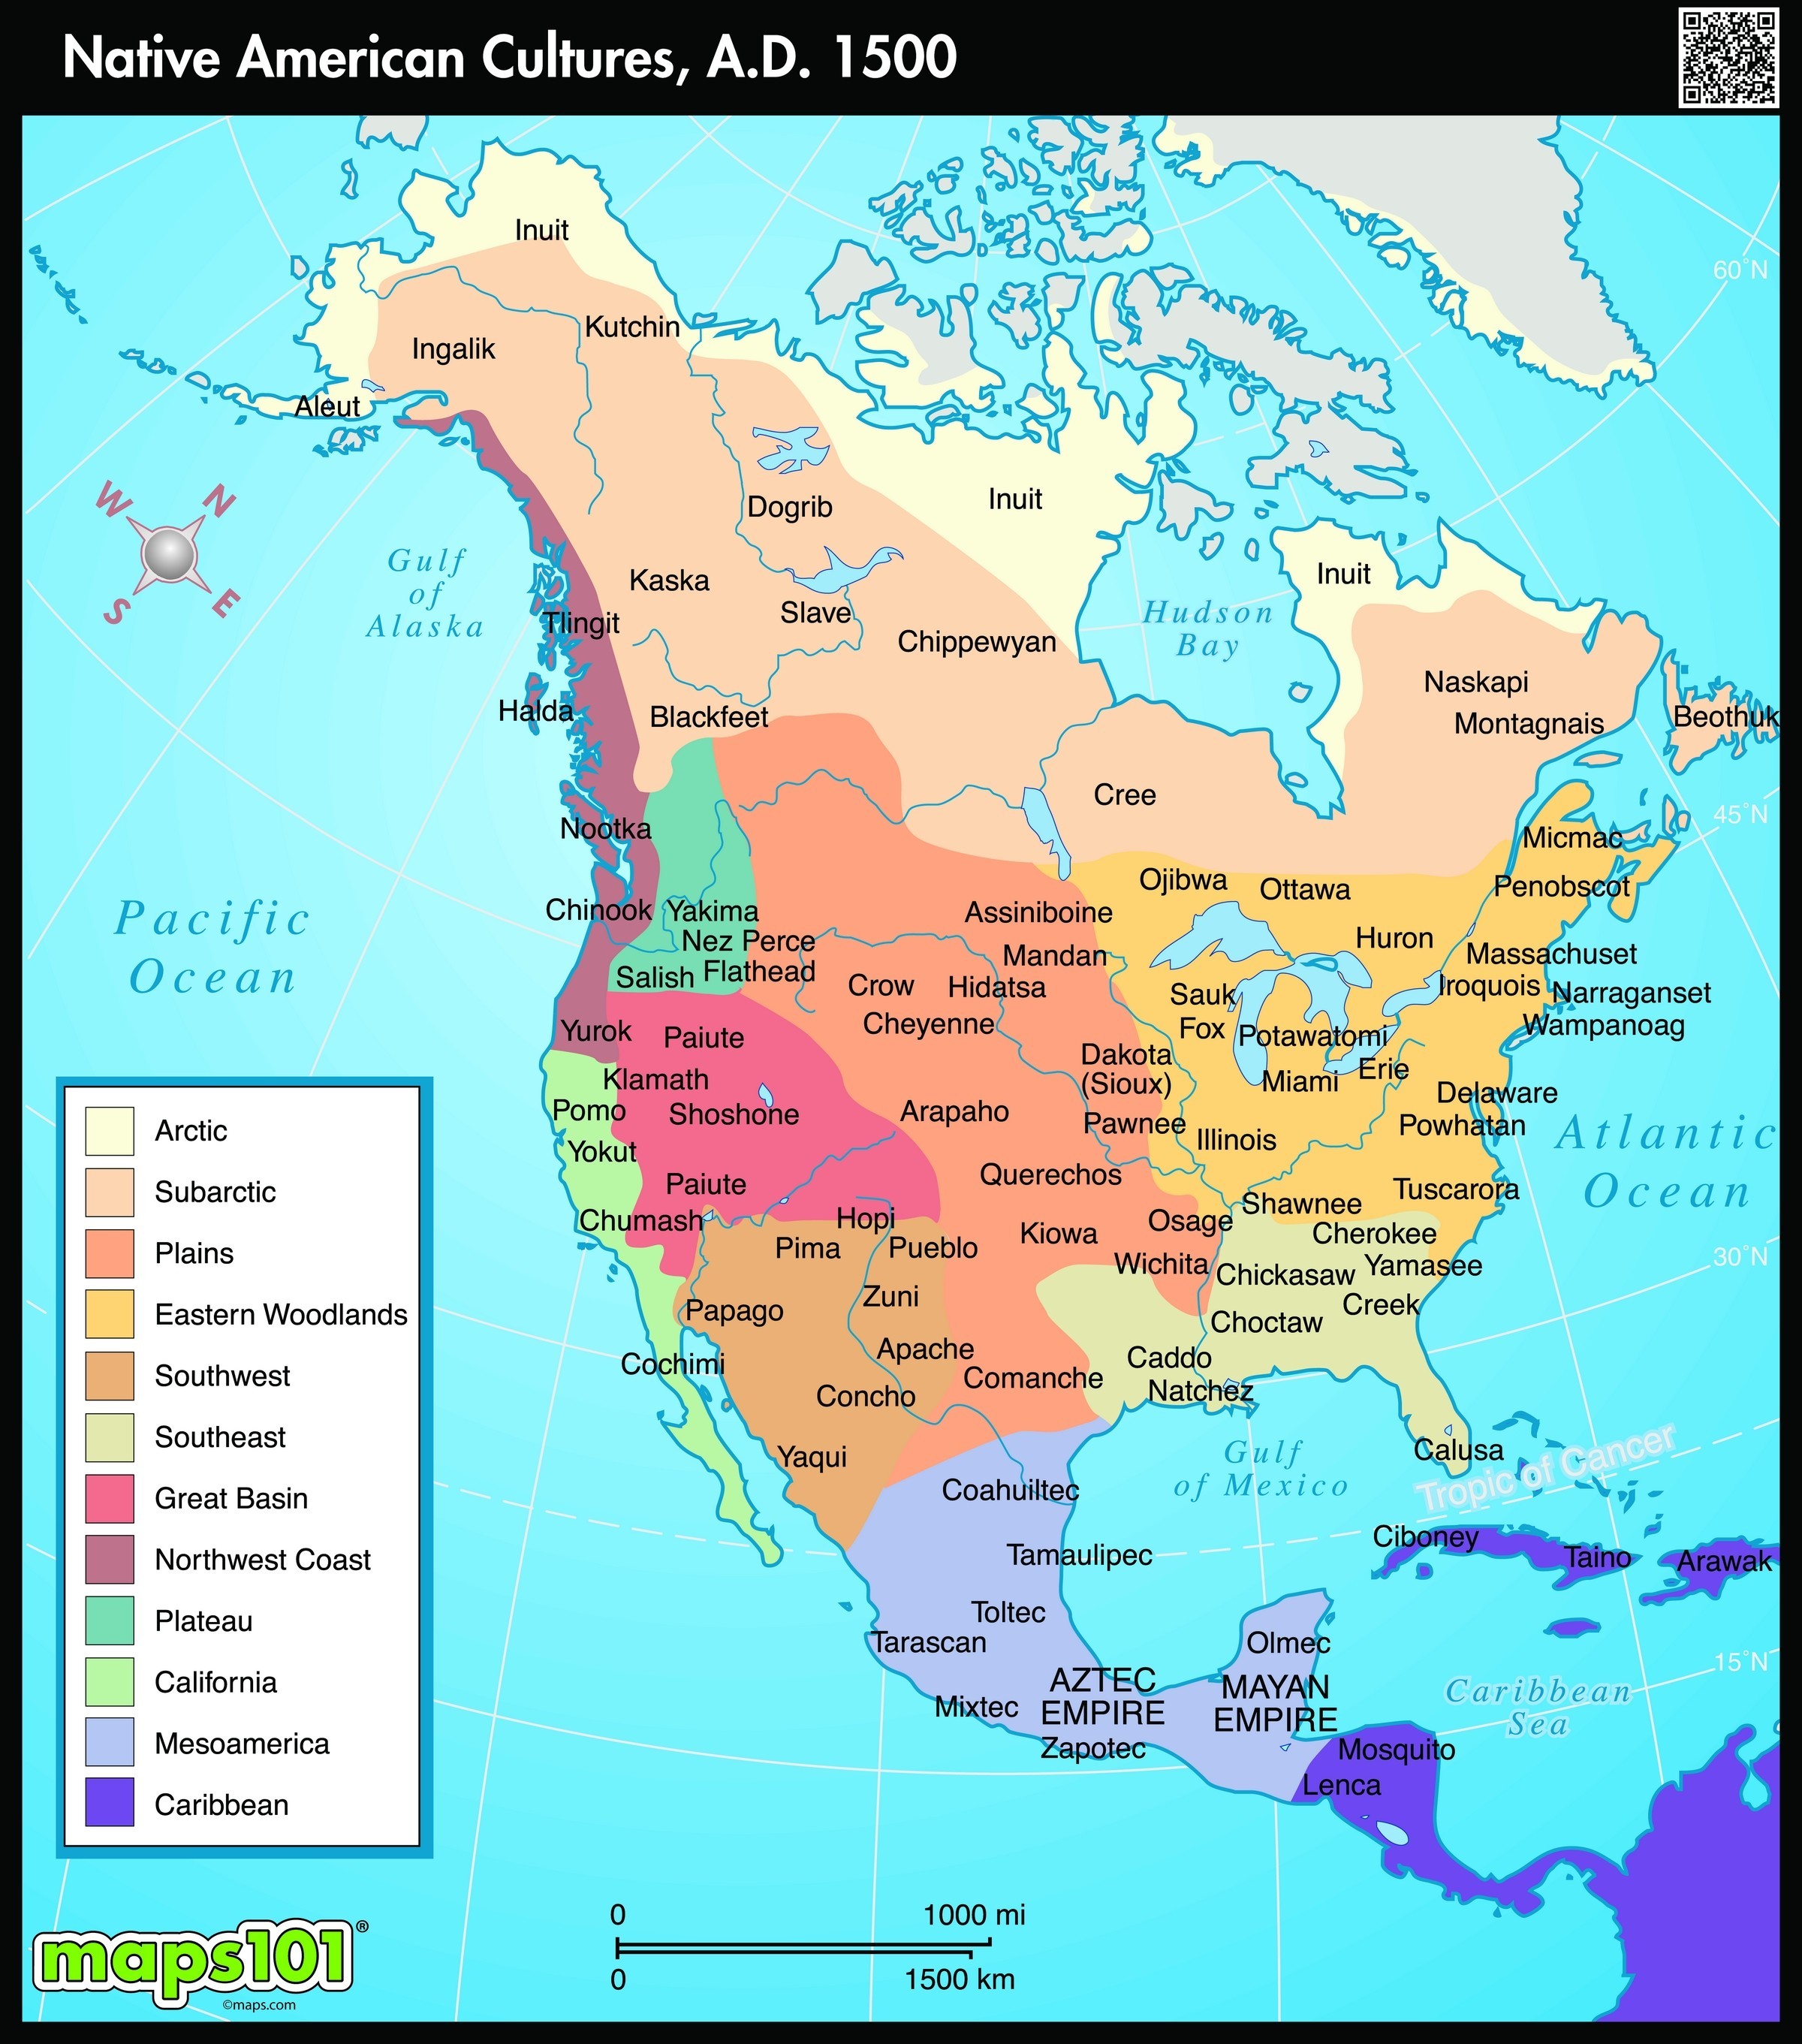 Native American Cultures, A.D. 1500
Inuit
Kutchin
Ingalik
Aleut
60°N
Inuit
Dogrib
W
N
S
E
Gulf
of
Alaska
Kaska
Slave
Tlingit
Chippewyan
Inuit
Hudson
Bay
Naskapi
Montagnais
Beothuk
Halda
Blackfeet
Cree
45°N
Nootka
Micmac
Ojibwa
Ottawa
Penobscot
Pacific
Ocean
Chinook
Yakima
Nez Perce
Salish
Flathead
Assiniboine
Mandan
Crow
Hidatsa
Cheyenne
Huron
Massachuset
Iroquois
Narraganset
Wampanoag
Sauk
Fox
Potawatomi
Yurok
Paiute
Klamath
Dakota
(Sioux)
Miami
Erie
Pomo
Shoshone
Arapaho
Pawnee
Illinois
Delaware
Powhatan
Atlantic
Ocean
Yokut
Paiute
Querechos
Chumash
Hopi
Pima
Pueblo
Kiowa
Osage
Wichita
Shawnee
Tuscarora
Cherokee
Chickasaw
Yamasee
30°N
Papago
Zuni
Creek
Choctaw
Cochimi
Apache
Comanche
Caddo
Natchez
Concho
Yaqui
Calusa
Gulf
of Mexico
Tropic of Cancer
Coahuiltec
Tamaulipec
Ciboney
Taino
Arawak
Toltec
Tarascan
Olmec
AZTEC
EMPIRE
MAYAN
EMPIRE
Mixtec
Zapotec
15°N
Caribbean
Sea
Mosquito
Lenca
Arctic
Subarctic
Plains
Eastern Woodlands
Southwest
Southeast
Great Basin
Northwest Coast
Plateau
California
Mesoamerica
Caribbean
0
1000 mi
0
1500 km
maps101®
©maps.com